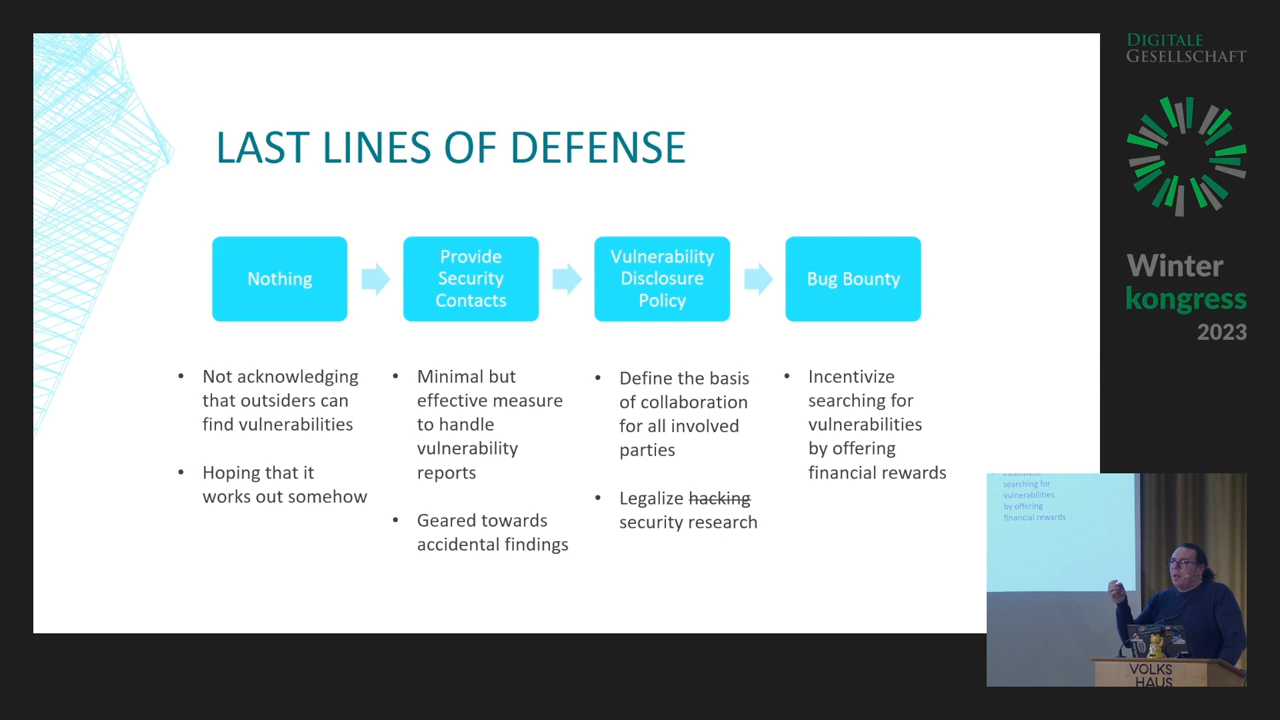 LAST LINES OF DEFENSE
Nothing
Provide
Security
Contacts
Vulnerability
Disclosure
Policy
Bug Bounty
• Not acknowledging
that outsiders can
find vulnerabilities
• Hoping that it
works out somehow
• Minimal but
effective measure
to handle
vulnerability
reports
• Geared towards
accidental findings
• Define the basis
of collaboration
for all involved
parties
• Legalize hacking
security research
• Incentivize
searching for
vulnerabilities
by offering
financial rewards
DIGITALE
GESELLSCHAFT
Winter
kongress
2023
searching for
vulnerabilities
by offering
financial rewards
VOLKS
HAUS